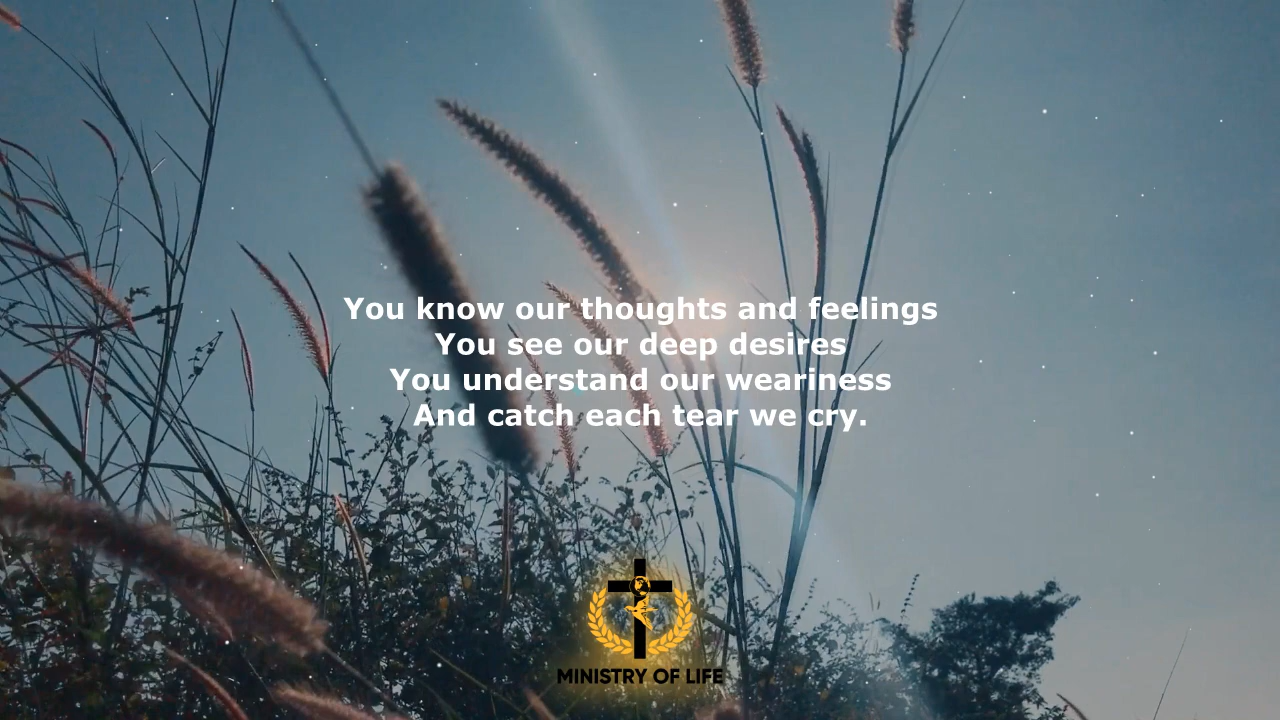 You know our thoughts and feelings
You see our deep desires
You understand our weariness
And catch each tear we cry.
MINISTRY OF LIFE